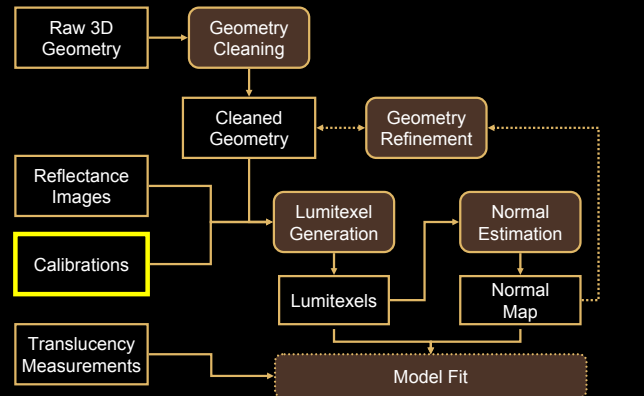 Raw 3D
Geometry
Geometry
Cleaning
Cleaned
Geometry
Geometry
Refinement
Reflectance
Images
Lumitexel
Generation
Normal
Estimation
Calibrations
Lumitexels
Normal
Map
Translucency
Measurements
Model Fit